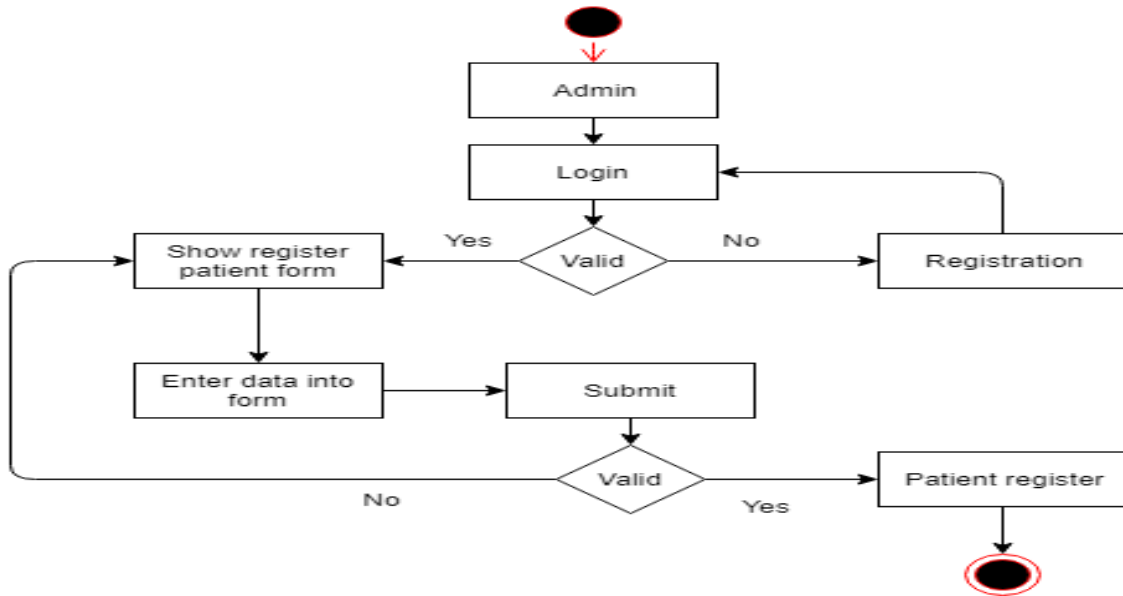 Admin
Login
Yes
No
Show register
patient form
Valid
Registration
Enter data into
form
Submit
Valid
Patient register
No
Yes